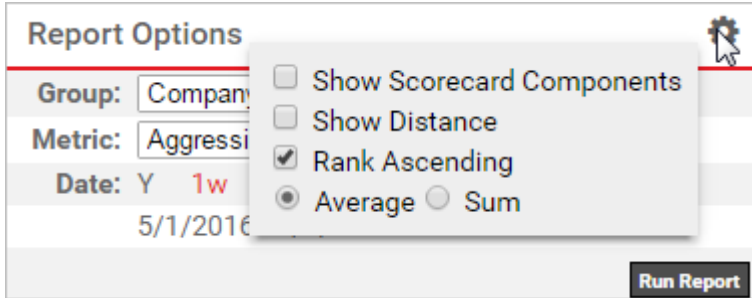 Report Options
Show Scorecard Components
Group: Company
Show Distance
Metric: Aggressi
Rank Ascending
Date: Y 1w
Average Sum
5/1/2016
Run Report